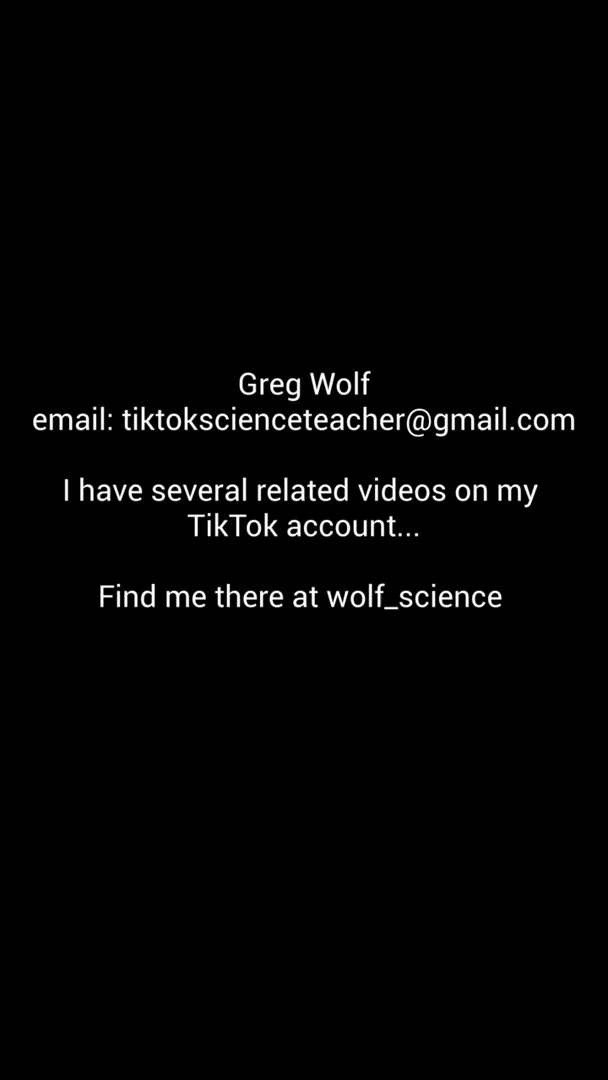 Greg Wolf
email: tiktokscienceteacher@gmail.com
I have several related videos on my
TikTok account...
Find me there at wolf_science